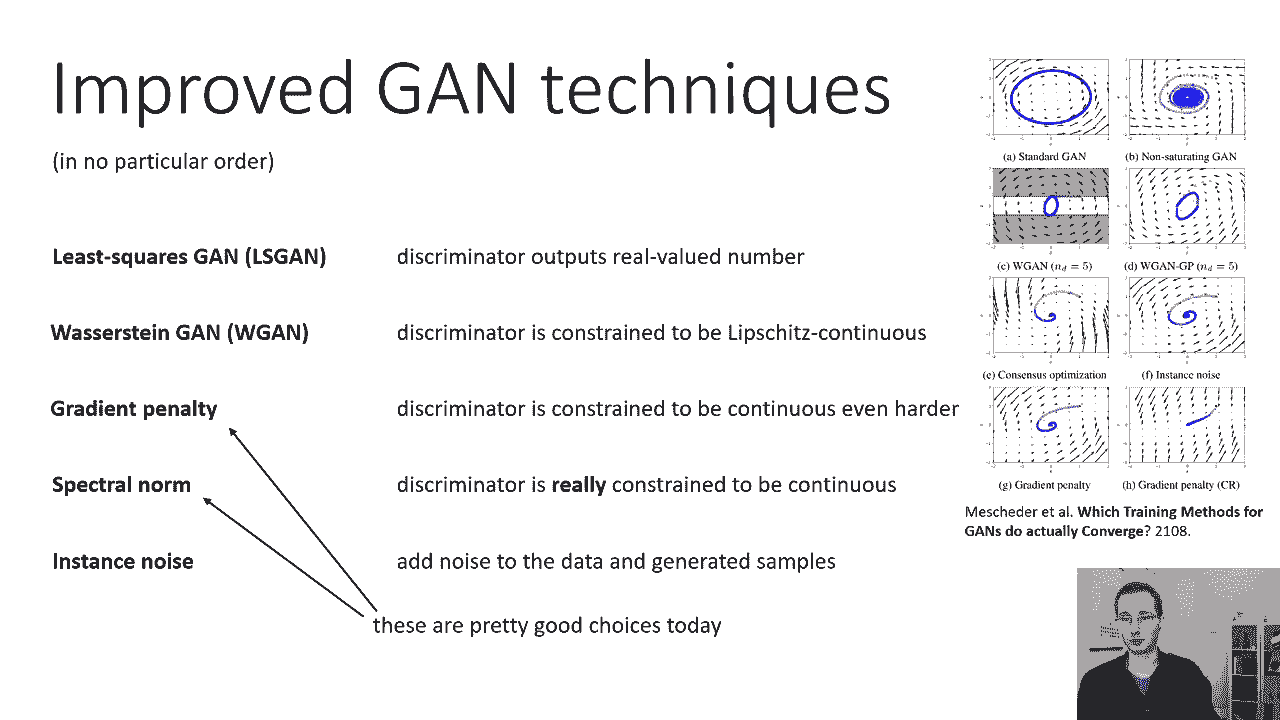 Improved GAN techniques
(in no particular order)
Least-squares GAN (LSGAN) discriminator outputs real-valued number
Wasserstein GAN (WGAN) discriminator is constrained to be Lipschitz-continuous
Gradient penalty discriminator is constrained to be continuous even harder
Spectral norm discriminator is really constrained to be continuous
Instance noise add noise to the data and generated samples
these are pretty good choices today
(a) Standard GAN (b) Non-saturating GAN
(c) WGAN (n_d = 5) (d) WGAN-GP (n_d = 5)
(e) Consensus optimization (f) Instance noise
(g) Gradient penalty (h) Gradient penalty (CR)
Mescheder et al. Which Training Methods for
GANs do actually Converge? 2108.